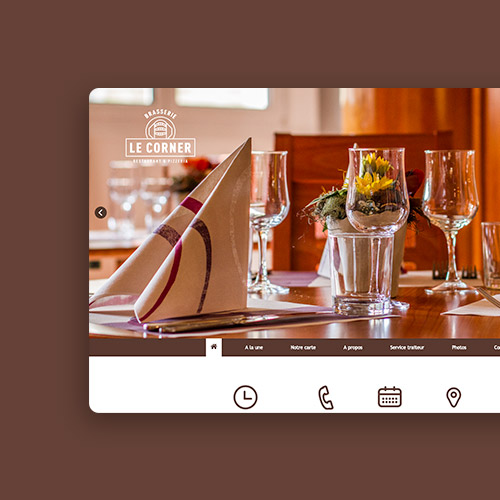 BRASSERIE
LE CORNER
RESTAURANT & PIZZERIA
A la une Notre carte A propos Service traiteur Photos Co